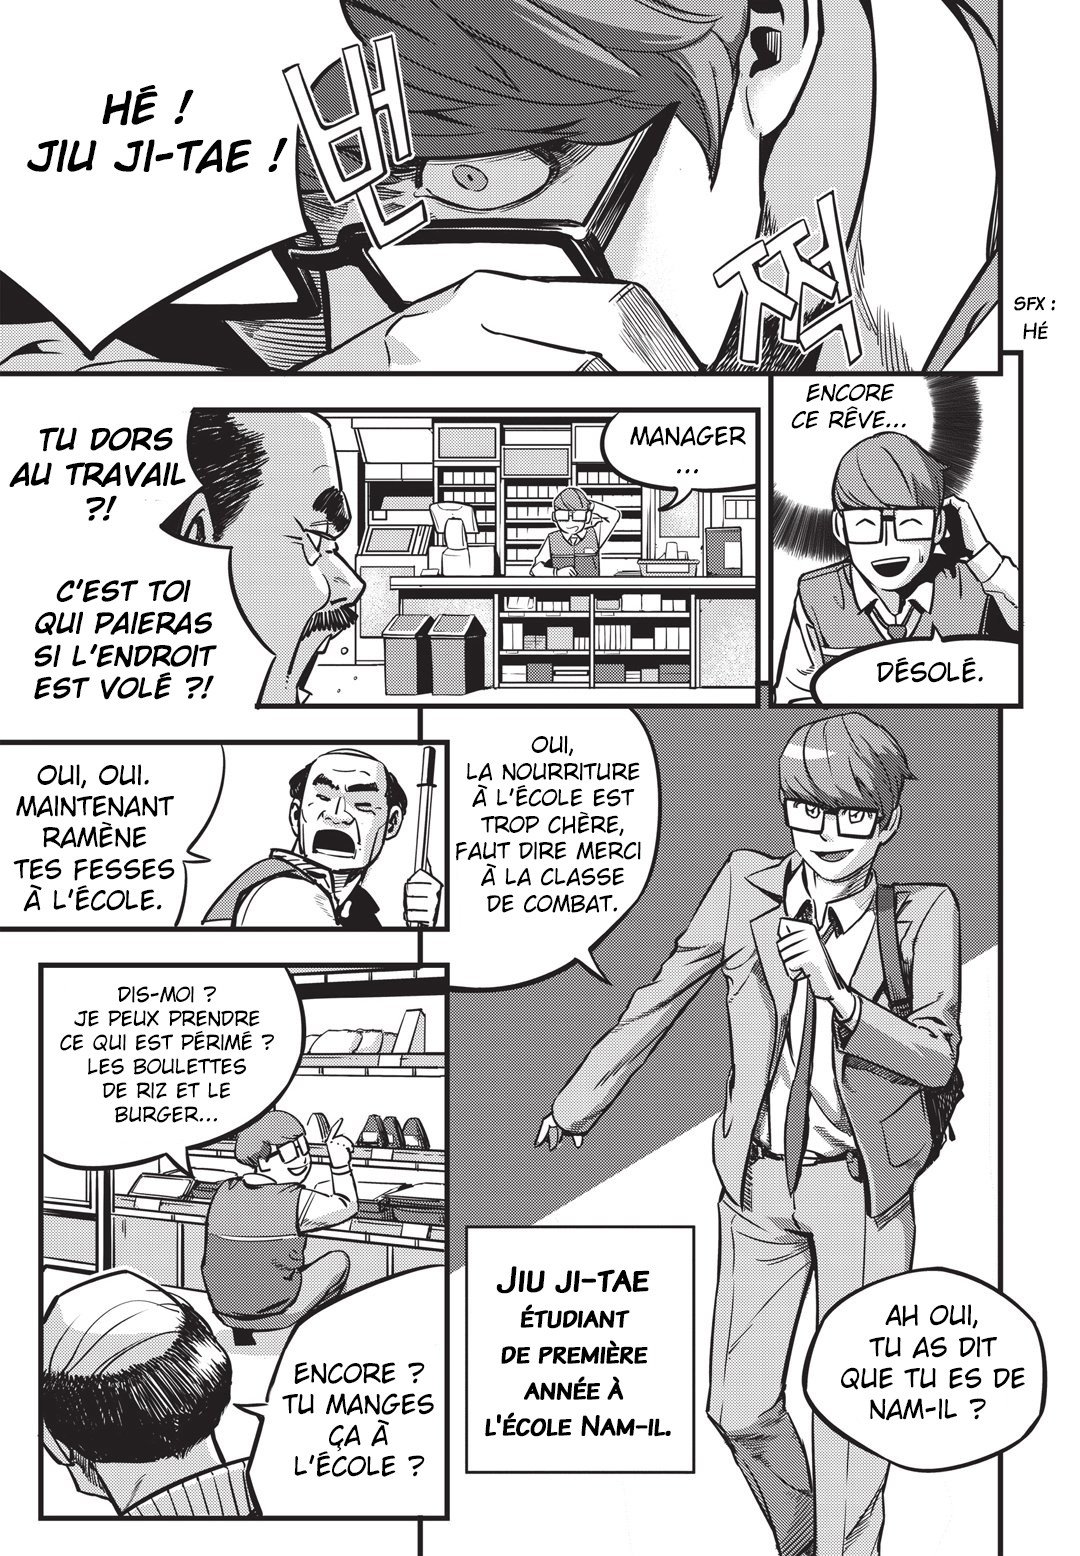 HÉ !
JIU JI-TAE !
번
쩍
SFX :
HÉ
TU DORS
AU TRAVAIL
?!
C'EST TOI
QUI PAIERAS
SI L'ENDROIT
EST VOLÉ ?!
MANAGER
...
ENCORE
CE RÊVE...
DÉSOLÉ.
OUI, OUI.
MAINTENANT
RAMÈNE
TES FESSES
À L'ÉCOLE.
OUI,
LA NOURRITURE
À L'ÉCOLE EST
TROP CHÈRE,
FAUT DIRE MERCI
À LA CLASSE
DE COMBAT.
DIS-MOI ?
JE PEUX PRENDRE
CE QUI EST PÉRIMÉ ?
LES BOULETTES
DE RIZ ET LE
BURGER...
ENCORE ?
TU MANGES
ÇA À
L'ÉCOLE ?
JIU JI-TAE
ÉTUDIANT
DE PREMIÈRE
ANNÉE À
L'ÉCOLE NAM-IL.
AH OUI,
TU AS DIT
QUE TU ES DE
NAM-IL ?